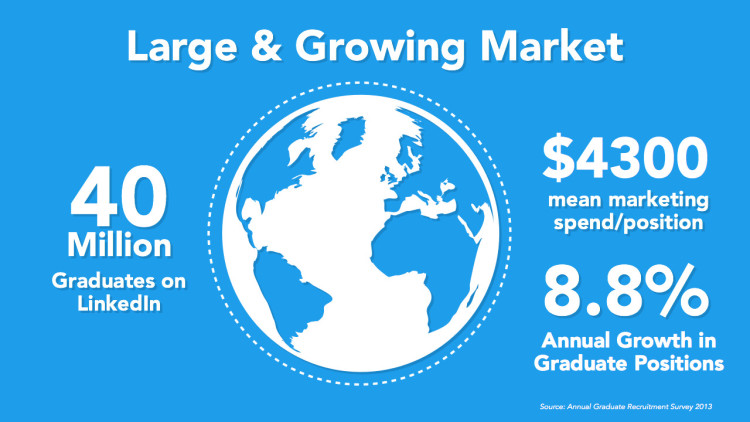 Large & Growing Market
40
Million
Graduates on
LinkedIn
$4300
mean marketing
spend/position
8.8%
Annual Growth in
Graduate Positions
Source: Annual Graduate Recruitment Survey 2013